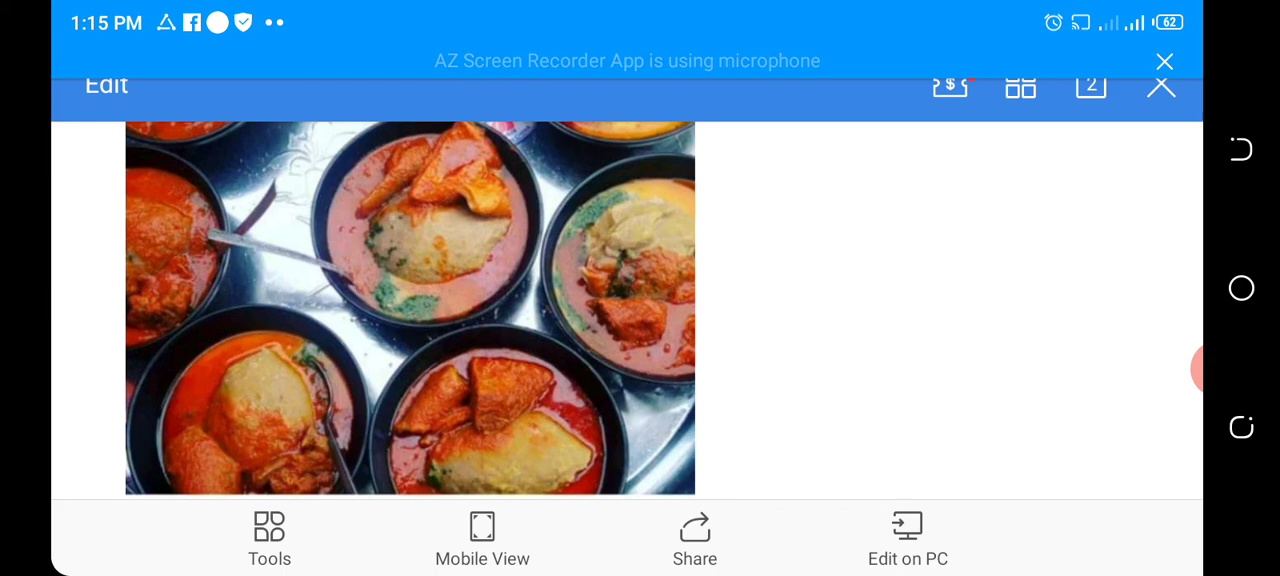 1:15 PM
62
AZ Screen Recorder App is using microphone
Edit
$
2
Tools
Mobile View
Share
Edit on PC